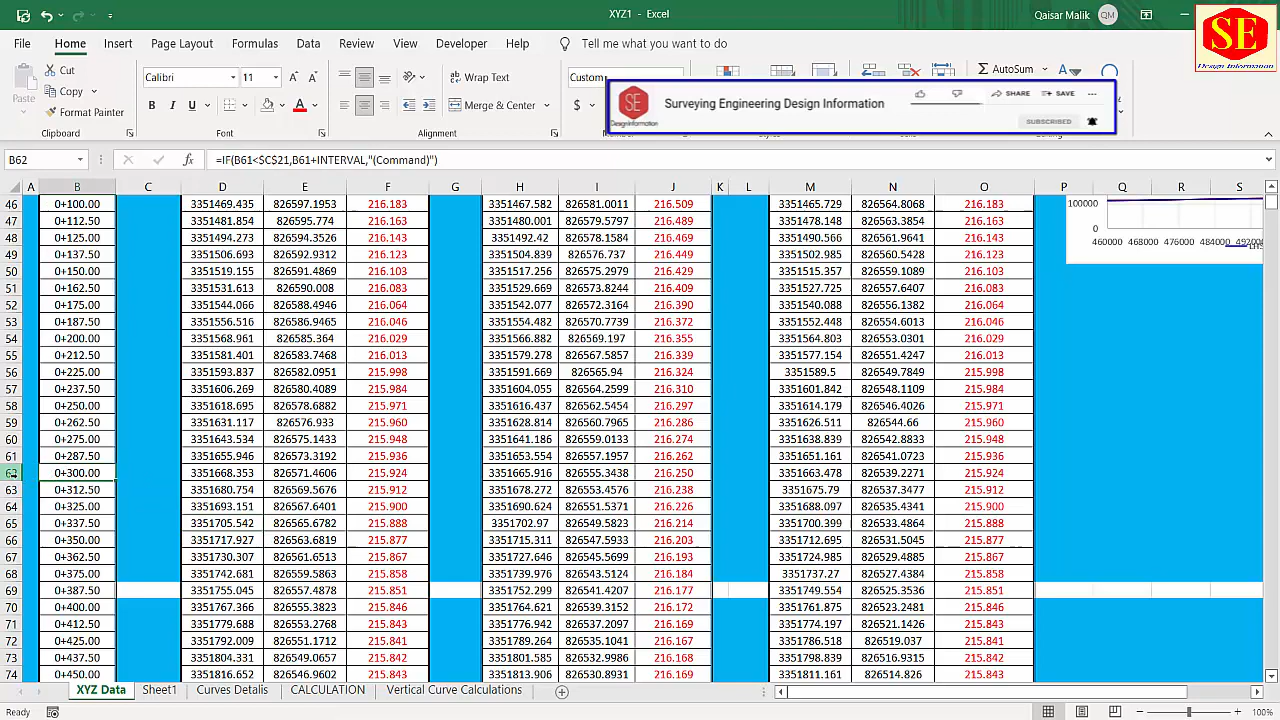 XYZ1 - Excel
Qaisar Malik QM
SE
Design Information
File Home Insert Page Layout Formulas Data Review View Developer Help Tell me what you want to do
Cut
Copy
Format Painter
Paste
Clipboard
Calibri 11
B I U
Font
Wrap Text
Merge & Center
Alignment
Custom
$
AutoSum
SE
DesignInformation
Surveying Engineering Design Information
SHARE SAVE
SUBSCRIBED
B62 fx =IF(B61<$C$21,B61+INTERVAL,"(Command)")
A B C D E F G H I J K L M N O P Q R S
46 0+100.00 3351469.435 826597.1953 216.183 3351467.582 826581.0011 216.509 3351465.729 826564.8068 216.183
47 0+112.50 3351481.854 826595.774 216.163 3351480.001 826579.5797 216.489 3351478.148 826563.3854 216.163
48 0+125.00 3351494.273 826594.3526 216.143 3351492.42 826578.1584 216.469 3351490.566 826561.9641 216.143
49 0+137.50 3351506.693 826592.9312 216.123 3351504.839 826576.737 216.449 3351502.985 826560.5428 216.123
50 0+150.00 3351519.155 826591.4869 216.103 3351517.256 826575.2979 216.429 3351515.357 826559.1089 216.103
51 0+162.50 3351531.613 826590.008 216.083 3351529.669 826573.8244 216.409 3351527.725 826557.6407 216.083
52 0+175.00 3351544.066 826588.4946 216.064 3351542.077 826572.3164 216.390 3351540.088 826556.1382 216.064
53 0+187.50 3351556.516 826586.9465 216.046 3351554.482 826570.7739 216.372 3351552.448 826554.6013 216.046
54 0+200.00 3351568.961 826585.364 216.029 3351566.882 826569.197 216.355 3351564.803 826553.0301 216.029
55 0+212.50 3351581.401 826583.7468 216.013 3351579.278 826567.5857 216.339 3351577.154 826551.4247 216.013
56 0+225.00 3351593.837 826582.0951 215.998 3351591.669 826565.94 216.324 3351589.5 826549.7849 215.998
57 0+237.50 3351606.269 826580.4089 215.984 3351604.055 826564.2599 216.310 3351601.842 826548.1109 215.984
58 0+250.00 3351618.695 826578.6882 215.971 3351616.437 826562.5454 216.297 3351614.179 826546.4026 215.971
59 0+262.50 3351631.117 826576.933 215.960 3351628.814 826560.7965 216.286 3351626.511 826544.66 215.960
60 0+275.00 3351643.534 826575.1433 215.948 3351641.186 826559.0133 216.274 3351638.839 826542.8833 215.948
61 0+287.50 3351655.946 826573.3192 215.936 3351653.554 826557.1957 216.262 3351651.161 826541.0723 215.936
0+300.00 3351668.353 826571.4606 215.924 3351665.916 826555.3438 216.250 3351663.478 826539.2271 215.924
63 0+312.50 3351680.754 826569.5676 215.912 3351678.272 826553.4576 216.238 3351675.79 826537.3477 215.912
64 0+325.00 3351693.151 826567.6401 215.900 3351690.624 826551.5371 216.226 3351688.107 826535.4341 215.900
65 0+337.50 3351705.542 826565.6782 215.888 3351702.97 826549.5823 216.214 3351700.399 826533.4864 215.888
66 0+350.00 3351717.927 826563.6819 215.877 3351715.311 826547.5933 216.203 3351712.695 826531.5045 215.877
67 0+362.50 3351730.307 826561.6513 215.867 3351727.646 826545.5699 216.193 3351724.985 826529.4885 215.867
68 0+375.00 3351742.681 826559.5863 215.858 3351739.976 826543.5124 216.184 3351737.27 826527.4384 215.858
69 0+387.50 3351755.045 826557.4878 215.851 3351752.299 826541.4207 216.177 3351749.554 826525.3536 215.851
70 0+400.00 3351767.366 826555.3823 215.846 3351764.621 826539.3152 216.172 3351761.875 826523.2481 215.846
71 0+412.50 3351779.688 826553.2768 215.843 3351776.942 826537.2097 216.169 3351774.197 826521.1426 215.843
72 0+425.00 3351792.009 826551.1712 215.841 3351789.264 826535.1041 216.167 3351786.518 826519.037 215.841
73 0+437.50 3351804.331 826549.0657 215.842 3351801.585 826532.9986 216.168 3351798.839 826516.9315 215.842
74 0+450.00 3351816.652 826546.9602 215.843 3351813.906 826530.8931 216.169 3351811.161 826514.826 215.843
100000
0
460000 468000 476000 484000 492000
XYZ Data Sheet1 Curves Detalis CALCULATION Vertical Curve Calculations
Ready 100%